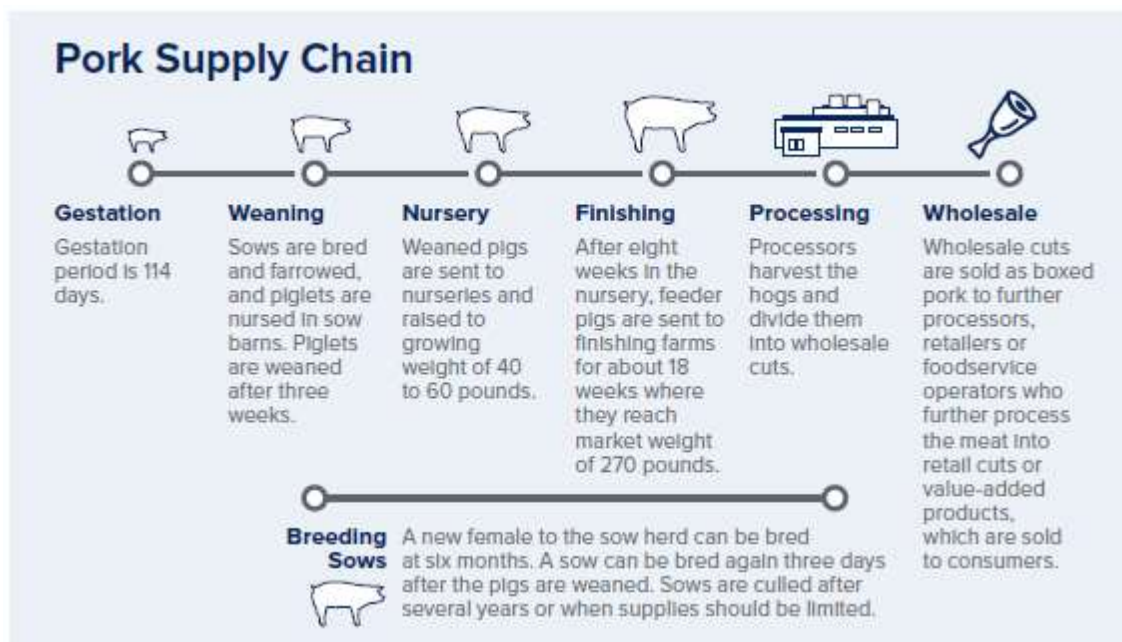 Pork Supply Chain
Gestation
Gestation
period is 114
days.
Weaning
Sows are bred
and farrowed,
and piglets are
nursed in sow
barns. Piglets
are weaned
after three
weeks.
Nursery
Weaned pigs
are sent to
nurseries and
raised to
growing
weight of 40
to 60 pounds.
Finishing
After eight
weeks in the
nursery, feeder
pigs are sent to
finishing farms
for about 18
weeks where
they reach
market weight
of 270 pounds.
Processing
Processors
harvest the
hogs and
divide them
into wholesale
cuts.
Wholesale
Wholesale cuts
are sold as boxed
pork to further
processors,
retailers or
foodservice
operators who
further process
the meat into
retail cuts or
value-added
products,
which are sold
to consumers.
Breeding
Sows
A new female to the sow herd can be bred
at six months. A sow can be bred again three days
after the pigs are weaned. Sows are culled after
several years or when supplies should be limited.